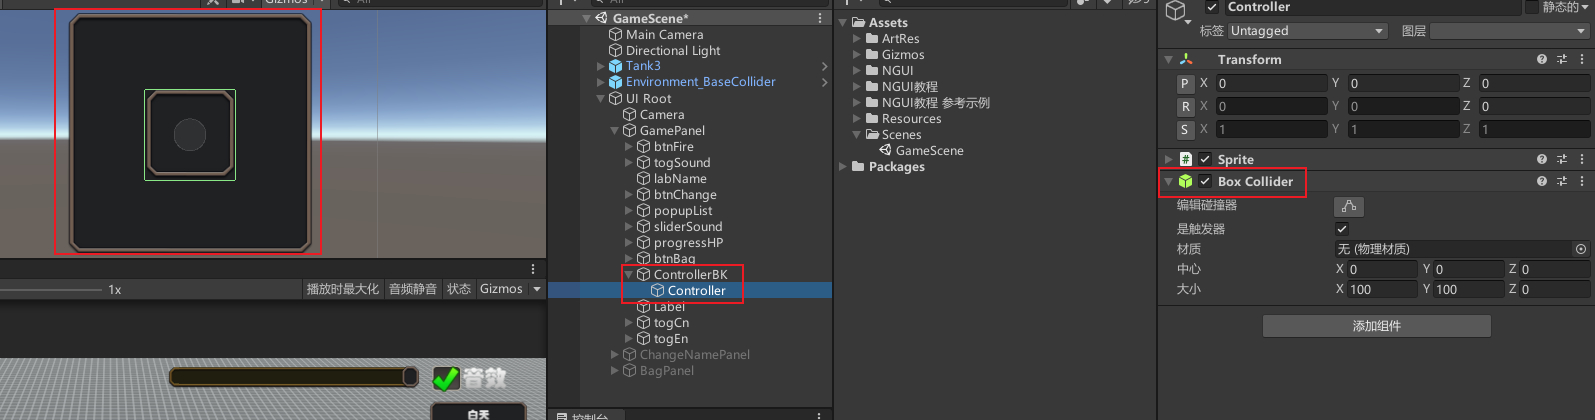 Gizmos
All
GameScene*
Main Camera
Directional Light
Tank3
Environment_BaseCollider
UI Root
Camera
GamePanel
btnFire
togSound
labName
btnChange
popupList
sliderSound
progressHP
btnBag
ControllerBK
Controller
Label
togCn
togEn
ChangeNamePanel
BagPanel
控制台
1x
播放时最大化 音频静音 状态 Gizmos
音效
白天
Assets
ArtRes
Gizmos
NGUI
NGUI教程
NGUI教程 参考示例
Resources
Scenes
GameScene
Packages
Controller 静态的
标签 Untagged 图层
Transform
P X 0 Y 0 Z 0
R X 0 Y 0 Z 0
S X 1 Y 1 Z 1
# Sprite
Box Collider
编辑碰撞器
是触发器
材质 无 (物理材质)
中心 X 0 Y 0 Z 0
大小 X 100 Y 100 Z 0
添加组件